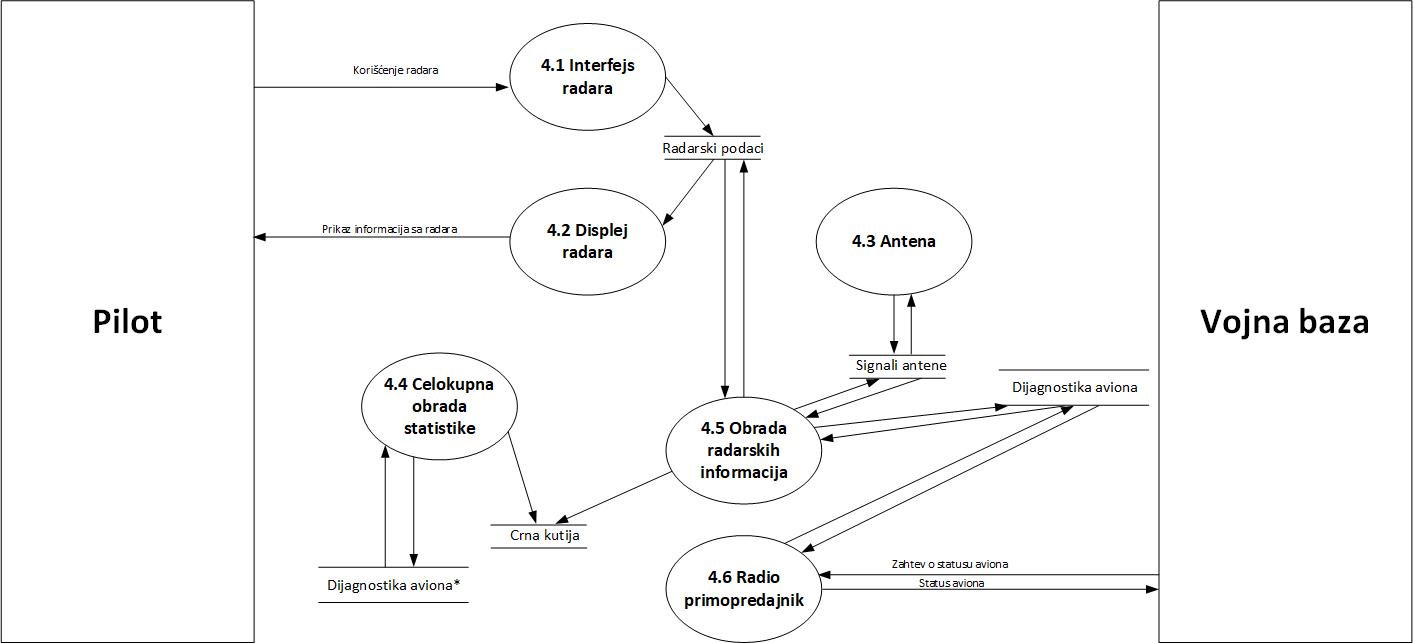 Korišćenje radara
4.1 Interfejs
radara
Radarski podaci
Prikaz informacija sa radara
4.2 Displej
radara
4.3 Antena
Pilot
Vojna baza
Signali antene
Dijagnostika aviona
4.4 Celokupna
obrada
statistike
4.5 Obrada
radarskih
informacija
Crna kutija
Dijagnostika aviona*
4.6 Radio
primopredajnik
Zahtev o statusu aviona
Status aviona